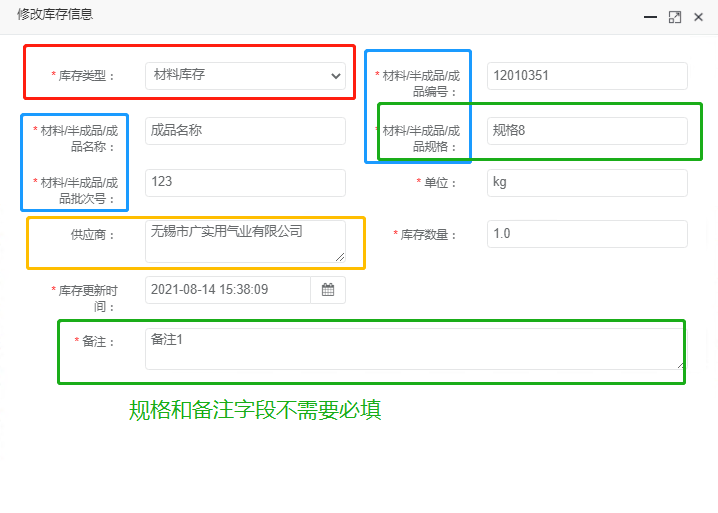 修改库存信息
* 库存类型： 材料库存
* 材料/半成品/成
品编号： 12010351
* 材料/半成品/成
品名称： 成品名称
* 材料/半成品/成
品规格： 规格8
* 材料/半成品/成
品批次号： 123
* 单位： kg
供应商： 无锡市广实用气业有限公司
* 库存数量： 1.0
* 库存更新时
间： 2021-08-14 15:38:09
* 备注： 备注1
规格和备注字段不需要必填